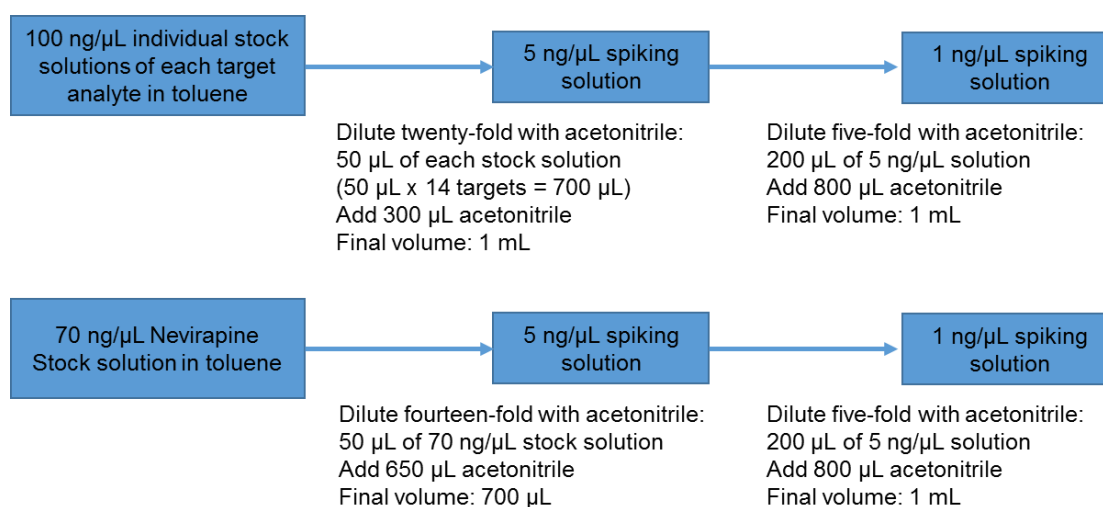 100 ng/µL individual stock
solutions of each target
analyte in toluene
5 ng/µL spiking
solution
1 ng/µL spiking
solution
Dilute twenty-fold with acetonitrile:
50 µL of each stock solution
(50 µL x 14 targets = 700 µL)
Add 300 µL acetonitrile
Final volume: 1 mL
Dilute five-fold with acetonitrile:
200 µL of 5 ng/µL solution
Add 800 µL acetonitrile
Final volume: 1 mL
70 ng/µL Nevirapine
Stock solution in toluene
5 ng/µL spiking
solution
1 ng/µL spiking
solution
Dilute fourteen-fold with acetonitrile:
50 µL of 70 ng/µL stock solution
Add 650 µL acetonitrile
Final volume: 700 µL
Dilute five-fold with acetonitrile:
200 µL of 5 ng/µL solution
Add 800 µL acetonitrile
Final volume: 1 mL